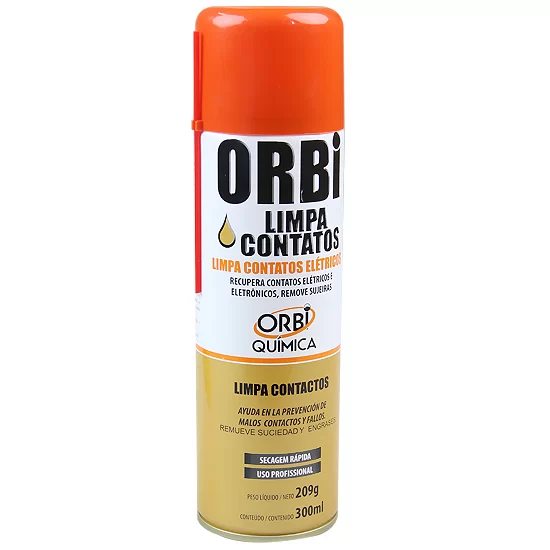 ORBi
LIMPA
CONTATOS
LIMPA CONTATOS ELÉTRICOS
RECUPERA CONTATOS ELÉTRICOS E
ELETRÔNICOS, REMOVE SUJEIRAS
ORBi
QUÍMICA
LIMPA CONTACTOS
AYUDA EN LA PREVENCIÓN DE
MALOS CONTACTOS Y FALLOS.
REMUEVE SUCIEDAD Y ENGRASES
SECAGEM RÁPIDA
USO PROFISSIONAL
PESO LÍQUIDO / NETO 209g
CONTEÚDO / CONTENIDO 300ml